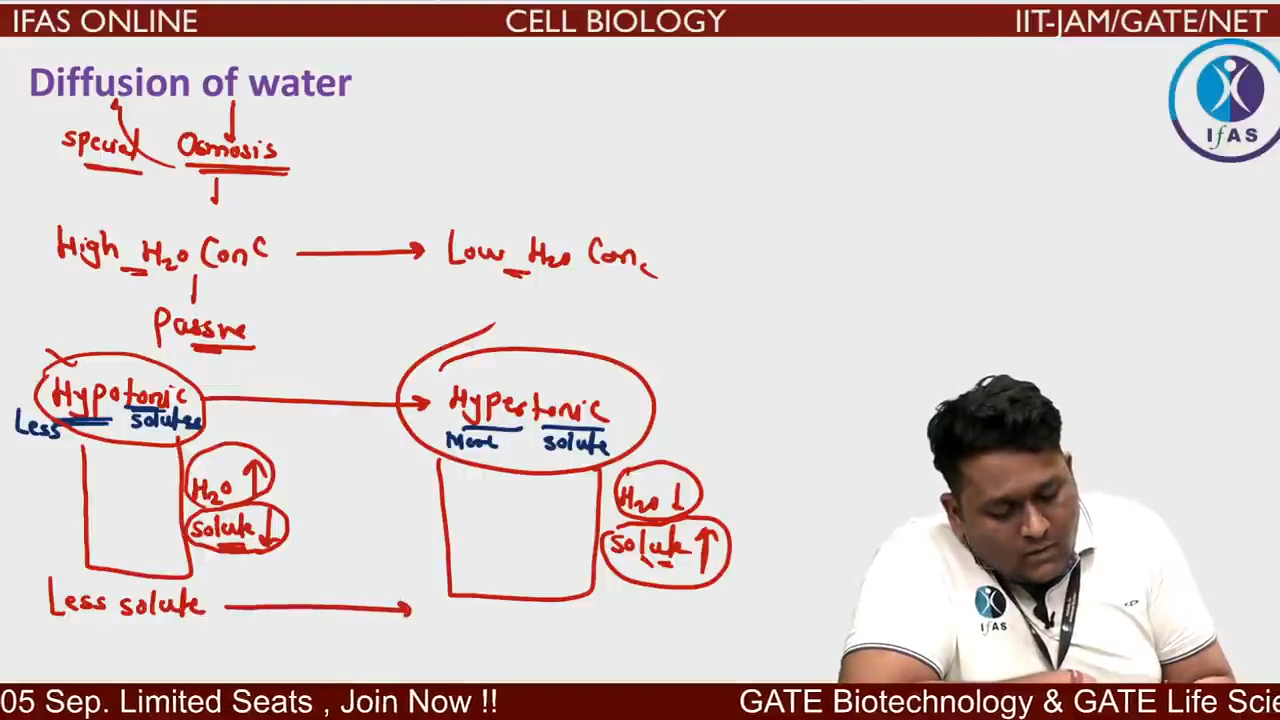 IFAS ONLINE
CELL BIOLOGY
IIT-JAM/GATE/NET
IfAS
Diffusion of water
special Osmosis
High H2O Conc → Low H2O Conc
Passive
Hypotonic → Hypertonic
Less solute
More solute
H2O ↑
solute ↓
H2O ↓
solute ↑
Less solute →
IfAS
05 Sep. Limited Seats , Join Now !!
GATE Biotechnology & GATE Life Scie